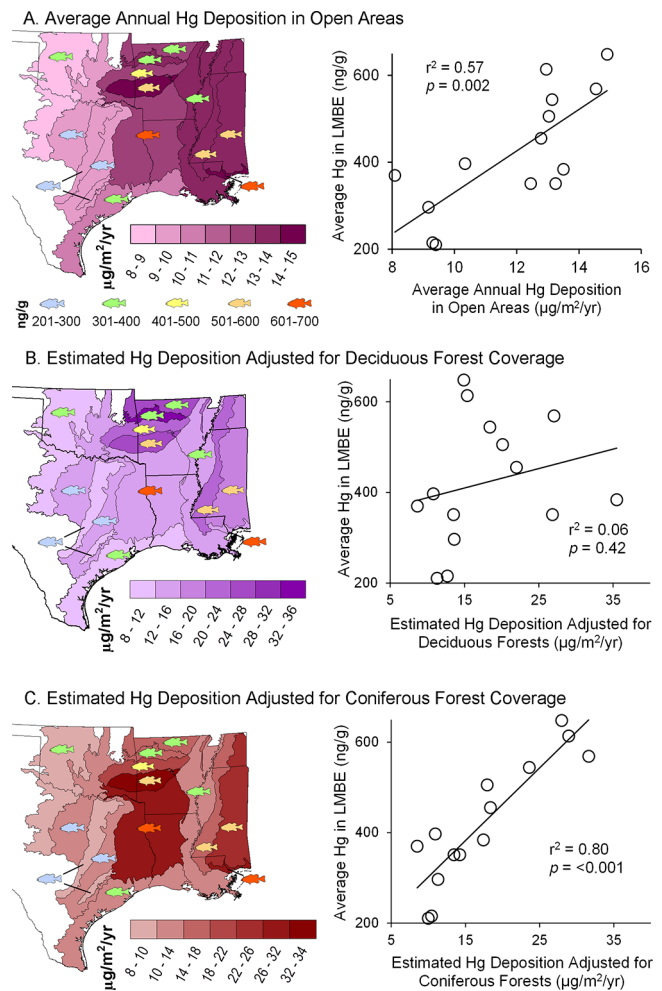 A. Average Annual Hg Deposition in Open Areas
µg/m²/yr
8 - 9
9 - 10
10 - 11
11 - 12
12 - 13
13 - 14
14 - 15
ng/g
201-300
301-400
401-500
501-600
601-700
Average Hg in LMBE (ng/g)
600
400
200
r² = 0.57
p = 0.002
8
10
12
14
16
Average Annual Hg Deposition
in Open Areas (µg/m²/yr)
B. Estimated Hg Deposition Adjusted for Deciduous Forest Coverage
µg/m²/yr
8 - 12
12 - 16
16 - 20
20 - 24
24 - 28
28 - 32
32 - 36
Average Hg in LMBE (ng/g)
600
400
200
r² = 0.06
p = 0.42
5
15
25
35
Estimated Hg Deposition Adjusted for
Deciduous Forests (µg/m²/yr)
C. Estimated Hg Deposition Adjusted for Coniferous Forest Coverage
µg/m²/yr
8 - 10
10 - 14
14 - 18
18 - 22
22 - 26
26 - 32
32 - 34
Average Hg in LMBE (ng/g)
600
400
200
r² = 0.80
p = <0.001
5
15
25
35
Estimated Hg Deposition Adjusted for
Coniferous Forests (µg/m²/yr)